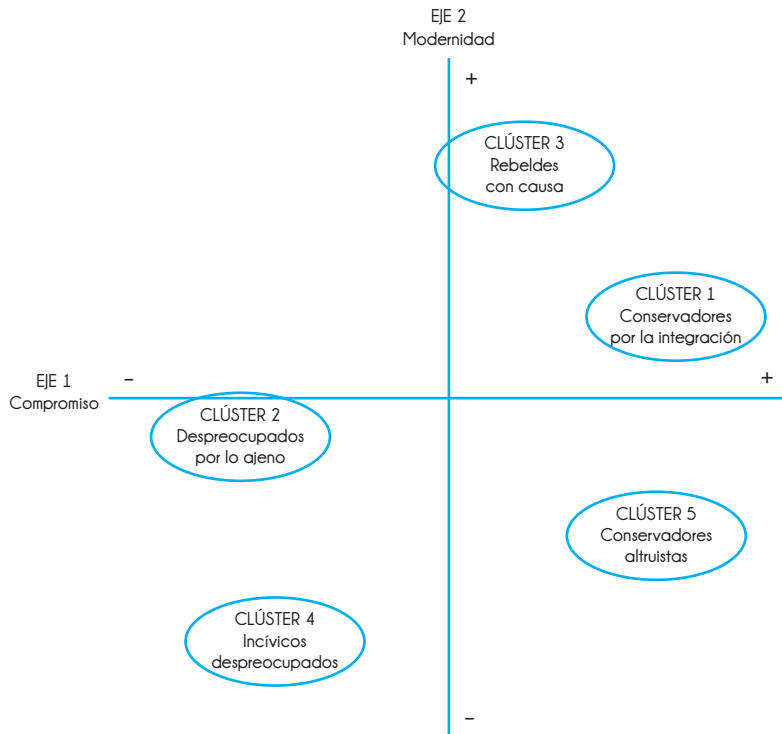 EJE 2
Modernidad
+
CLÚSTER 3
Rebeldes
con causa
CLÚSTER 1
Conservadores
por la integración
EJE 1
Compromiso
–
+
CLÚSTER 2
Despreocupados
por lo ajeno
CLÚSTER 5
Conservadores
altruistas
CLÚSTER 4
Incívicos
despreocupados
–